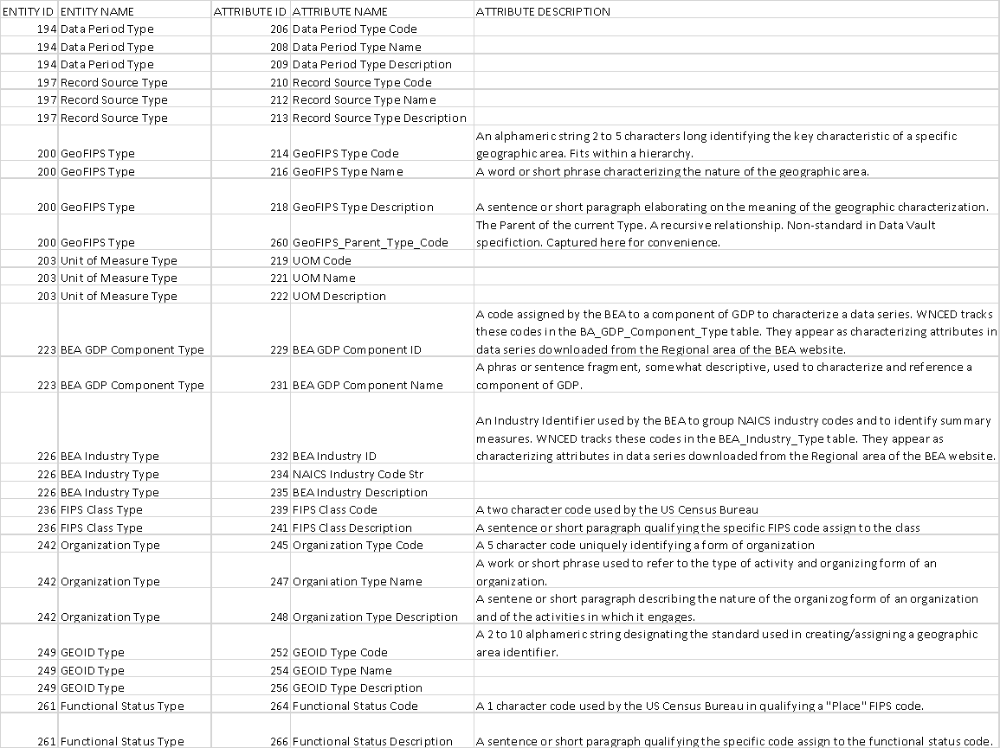 ENTITY ID ENTITY NAME ATTRIBUTE ID ATTRIBUTE NAME ATTRIBUTE DESCRIPTION
194 Data Period Type 206 Data Period Type Code
194 Data Period Type 208 Data Period Type Name
194 Data Period Type 209 Data Period Type Description
197 Record Source Type 210 Record Source Type Code
197 Record Source Type 212 Record Source Type Name
197 Record Source Type 213 Record Source Type Description
An alphameric string 2 to 5 characters long identifying the key characteristic of a specific
200 GeoFIPS Type 214 GeoFIPS Type Code geographic area. Fits within a hierarchy.
200 GeoFIPS Type 216 GeoFIPS Type Name A word or short phrase characterizing the nature of the geographic area.
200 GeoFIPS Type 218 GeoFIPS Type Description A sentence or short paragraph elaborating on the meaning of the geographic characterization.
The Parent of the current Type. A recursive relationship. Non-standard in Data Vault
200 GeoFIPS Type 260 GeoFIPS_Parent_Type_Code specifiction. Captured here for convenience.
203 Unit of Measure Type 219 UOM Code
203 Unit of Measure Type 221 UOM Name
203 Unit of Measure Type 222 UOM Description
A code assigned by the BEA to a component of GDP to characterize a data series. WNCED tracks
these codes in the BA_GDP_Component_Type table. They appear as characterizing attributes in
223 BEA GDP Component Type 229 BEA GDP Component ID data series downloaded from the Regional area of the BEA website.
A phras or sentence fragment, somewhat descriptive, used to characterize and reference a
223 BEA GDP Component Type 231 BEA GDP Component Name component of GDP.
An Industry Identifier used by the BEA to group NAICS industry codes and to identify summary
measures. WNCED tracks these codes in the BEA_Industry_Type table. They appear as
226 BEA Industry Type 232 BEA Industry ID characterizing attributes in data series downloaded from the Regional area of the BEA website.
226 BEA Industry Type 234 NAICS Industry Code Str
226 BEA Industry Type 235 BEA Industry Description
236 FIPS Class Type 239 FIPS Class Code A two character code used by the US Census Bureau
236 FIPS Class Type 241 FIPS Class Description A sentence or short paragraph qualifying the specific FIPS code assign to the class
242 Organization Type 245 Organization Type Code A 5 character code uniquely identifying a form of organization
A work or short phrase used to refer to the type of activity and organizing form of an
242 Organization Type 247 Organiation Type Name organization.
A sentene or short paragraph describing the nature of the organizog form of an organization
242 Organization Type 248 Organization Type Description and of the activities in which it engages.
A 2 to 10 alphameric string designating the standard used in creating/assigning a geographic
249 GEOID Type 252 GEOID Type Code area identifier.
249 GEOID Type 254 GEOID Type Name
249 GEOID Type 256 GEOID Type Description
261 Functional Status Type 264 Functional Status Code A 1 character code used by the US Census Bureau in qualifying a "Place" FIPS code.
261 Functional Status Type 266 Functional Status Description A sentence or short paragraph qualifying the specific code assign to the functional status code.